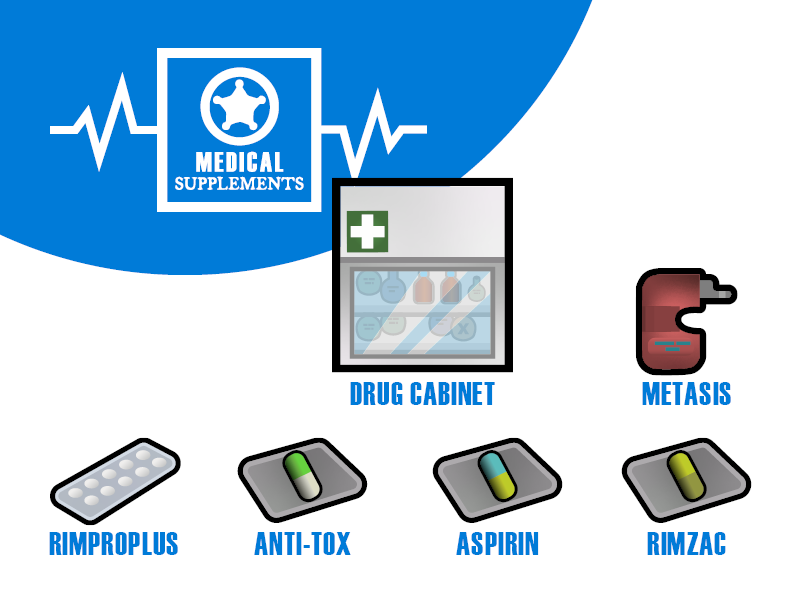 MEDICAL
SUPPLEMENTS
DRUG CABINET
METASIS
RIMPROPLUS
ANTI-TOX
ASPIRIN
RIMZAC